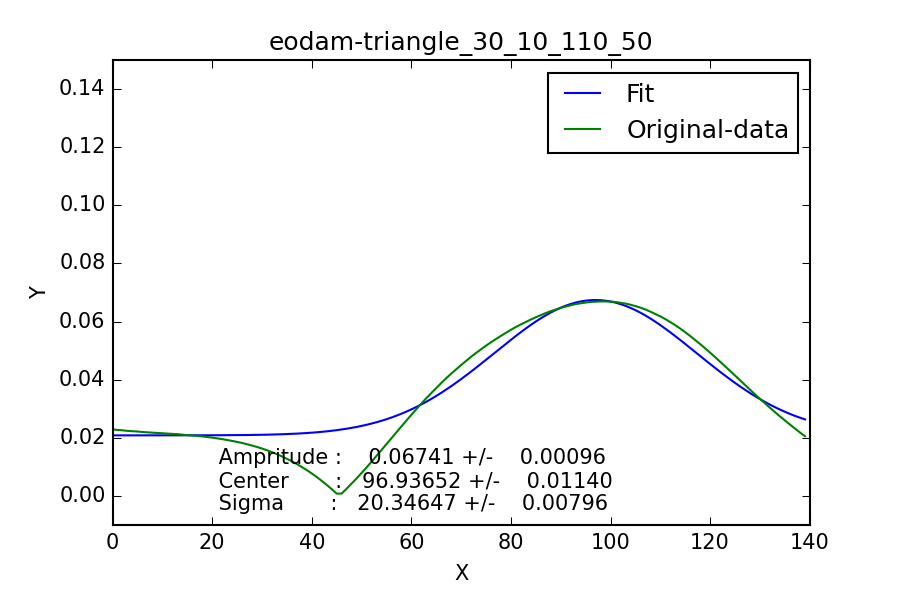 eodam-triangle_30_10_110_50
Fit
Original-data
0.14
0.12
0.10
0.08
0.06
0.04
0.02
0.00
Y
Amplitude : 0.06741 +/- 0.00096
Center : 96.93652 +/- 0.01140
Sigma : 20.34647 +/- 0.00796
0 20 40 60 80 100 120 140
X